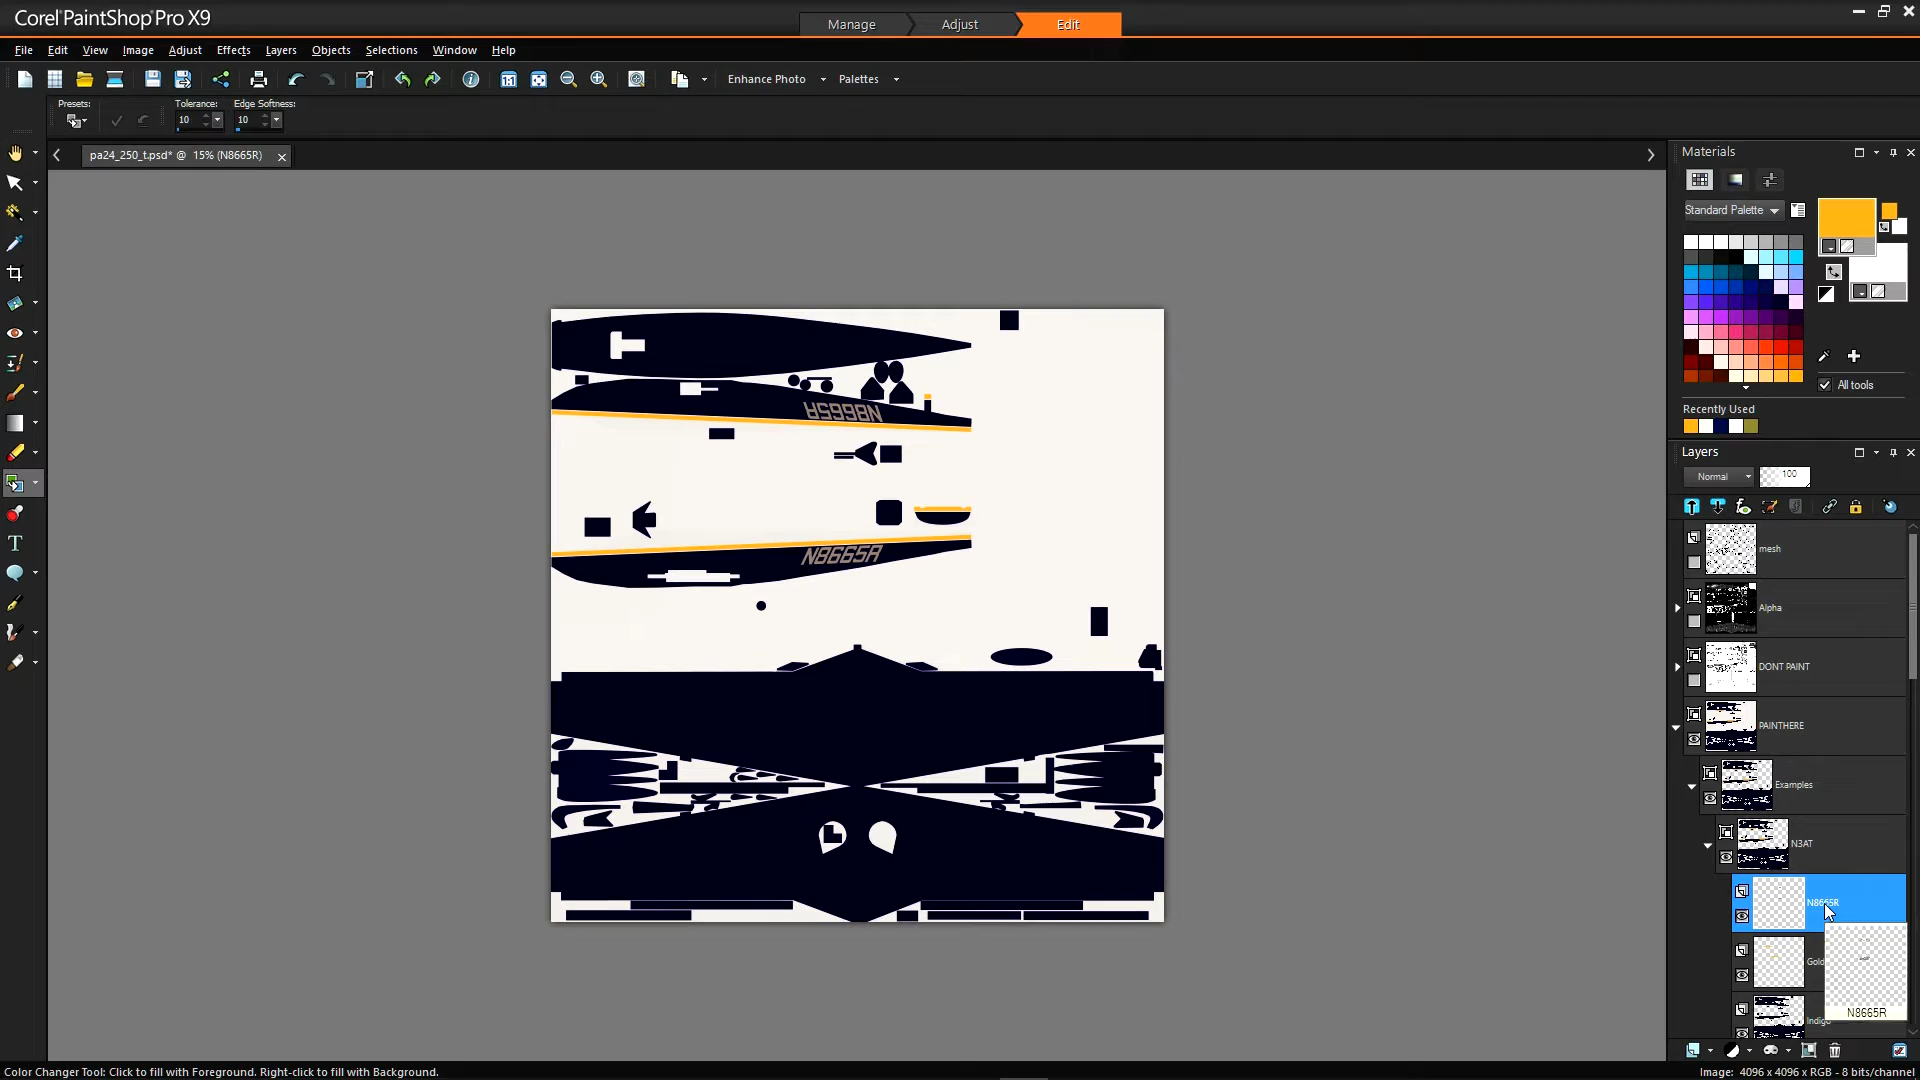 Corel PaintShop Pro X9
Manage
Adjust
Edit
File
Edit
View
Image
Adjust
Effects
Layers
Objects
Selections
Window
Help
Enhance Photo
Palettes
Presets:
Tolerance:
Edge Softness:
10
10
pa24_250_t.psd* @ 15% (N8665R)
Materials
Standard Palette
All tools
Recently Used
Layers
Normal
100
mesh
Alpha
DONT PAINT
PAINTHERE
Examples
N3AT
N8665R
Gold
Indigo
N8665R
N8665R
N8665R
Color Changer Tool: Click to fill with Foreground. Right-click to fill with Background.
Image: 4096 x 4096 x RGB - 8 bits/channel